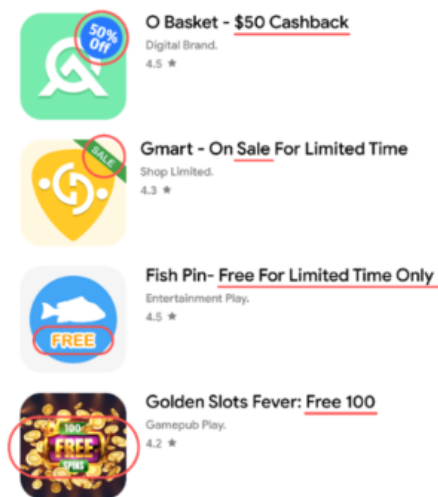 50%
Off
O Basket - $50 Cashback
Digital Brand.
4.5 ★
SALE
Gmart - On Sale For Limited Time
Shop Limited.
4.3 ★
FREE
Fish Pin- Free For Limited Time Only
Entertainment Play.
4.5 ★
100
FREE
SPINS
Golden Slots Fever: Free 100
Gamepub Play.
4.2 ★